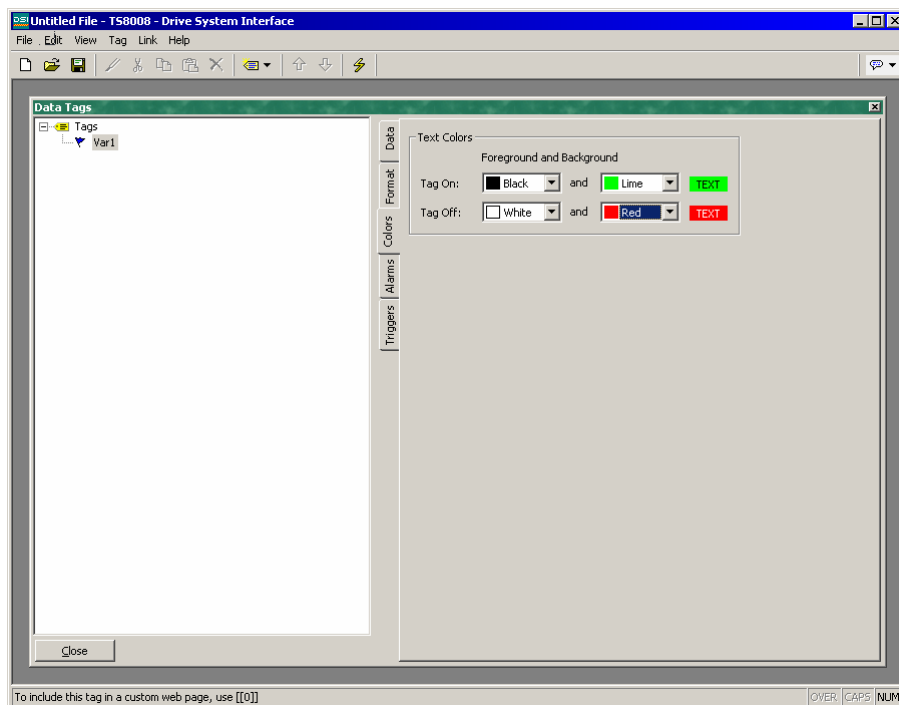 DSI Untitled File - TS8008 - Drive System Interface
File Edit View Tag Link Help
Data Tags
Tags
Var1
Data
Format
Colors
Alarms
Triggers
Text Colors
Foreground and Background
Tag On: Black and Lime TEXT
Tag Off: White and Red TEXT
Close
To include this tag in a custom web page, use [[0]] OVER CAPS NUM